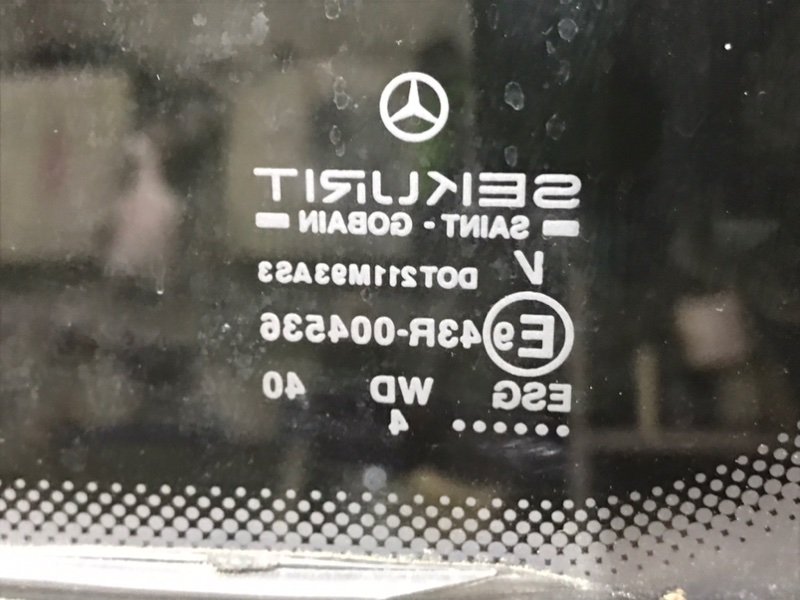 SEKURIT
SAINT - GOBAIN
V DOT211M93AS3
E9 43R-004536
ESG WD 40
...... 4